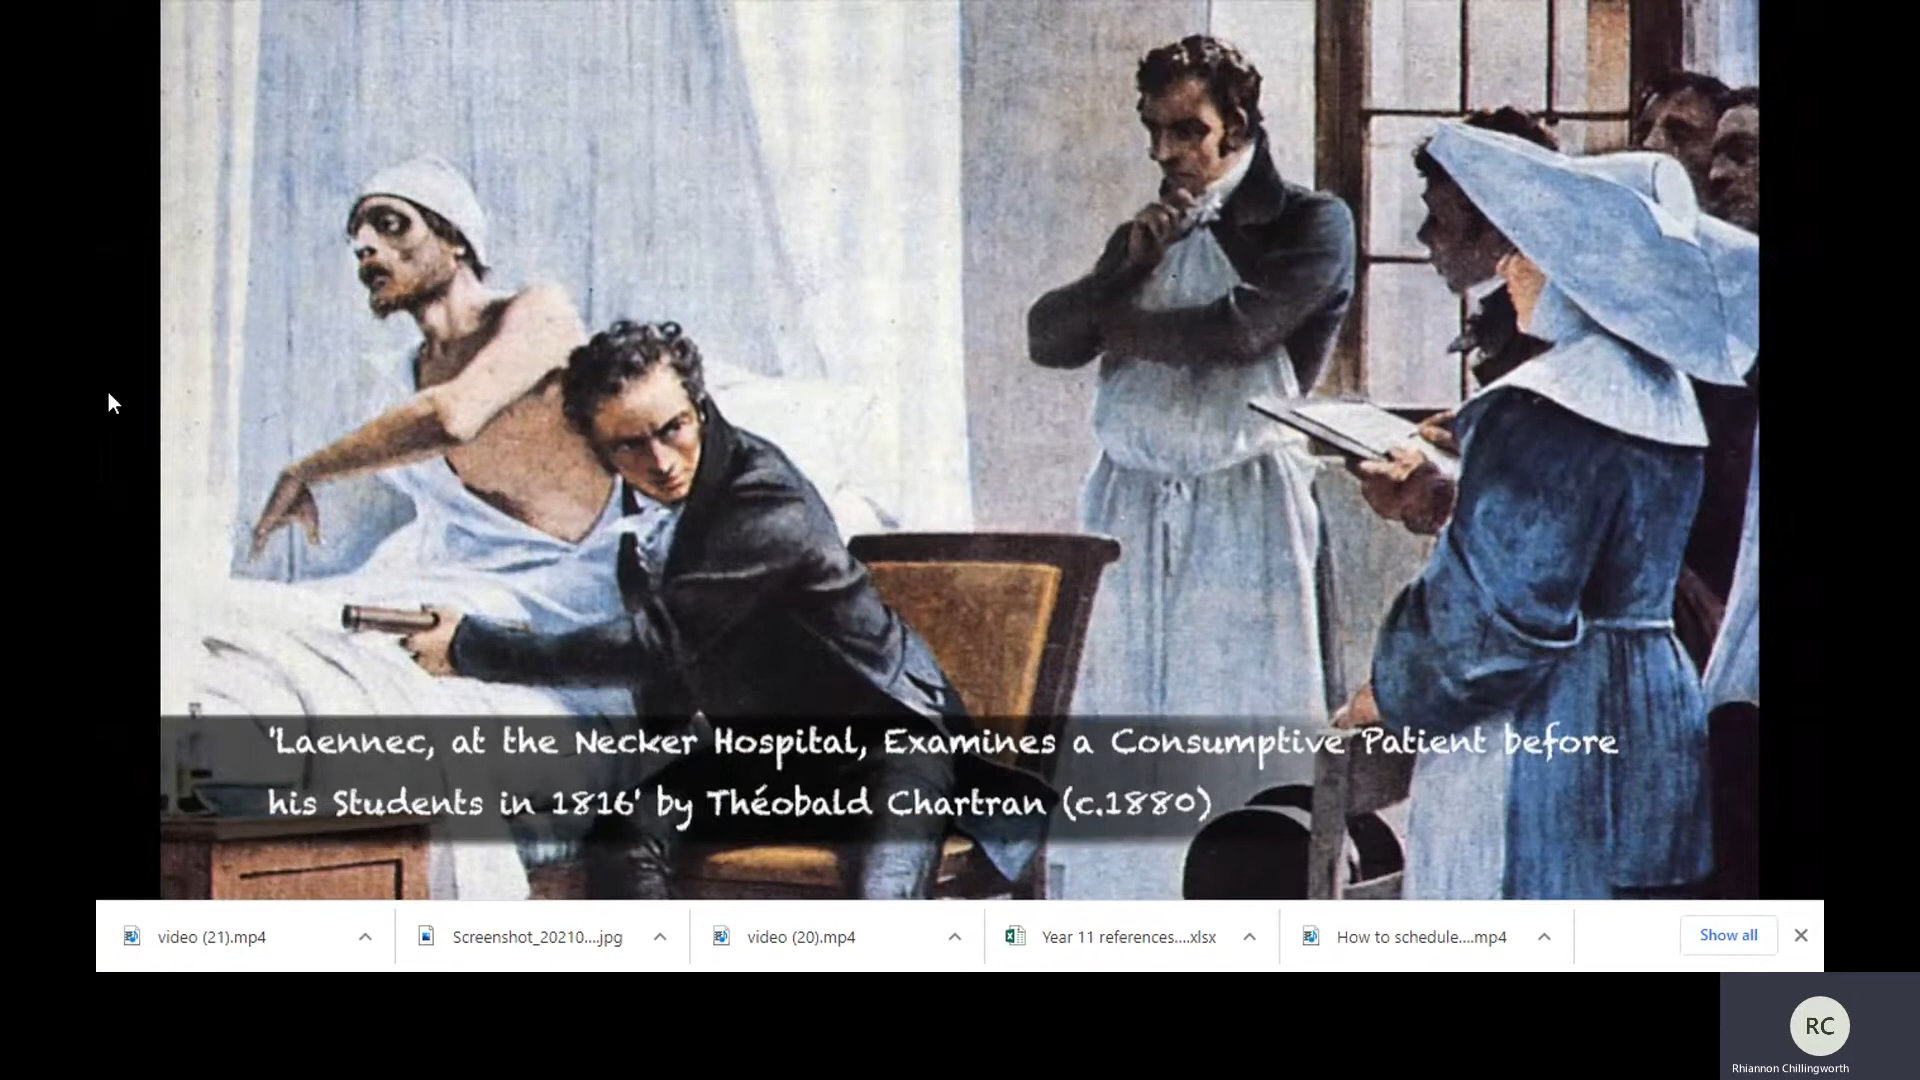 'Laennec, at the Necker Hospital, Examines a Consumptive Patient before
his Students in 1816' by Théobald Chartran (c.1880)
video (21).mp4
Screenshot_20210....jpg
video (20).mp4
Year 11 references....xlsx
How to schedule....mp4
Show all
RC
Rhiannon Chillingworth